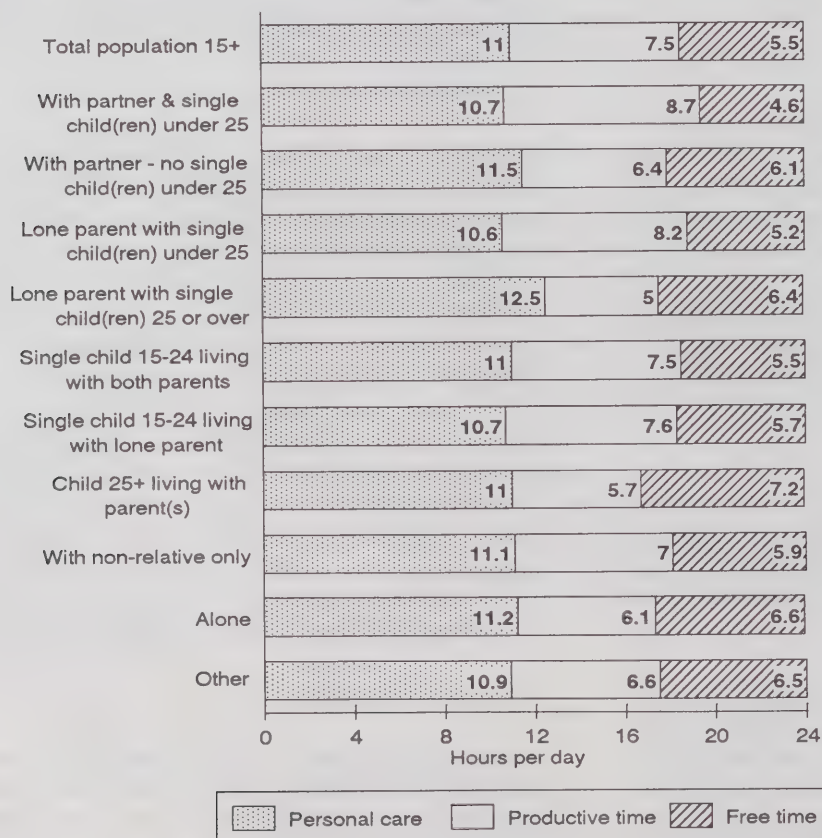 Total population 15+
11 7.5 5.5
With partner & single
child(ren) under 25
10.7 8.7 4.6
With partner - no single
child(ren) under 25
11.5 6.4 6.1
Lone parent with single
child(ren) under 25
10.6 8.2 5.2
Lone parent with single
child(ren) 25 or over
12.5 5 6.4
Single child 15-24 living
with both parents
11 7.5 5.5
Single child 15-24 living
with lone parent
10.7 7.6 5.7
Child 25+ living with
parent(s)
11 5.7 7.2
With non-relative only
11.1 7 5.9
Alone
11.2 6.1 6.6
Other
10.9 6.6 6.5
0 4 8 12 16 20 24
Hours per day
Personal care Productive time Free time